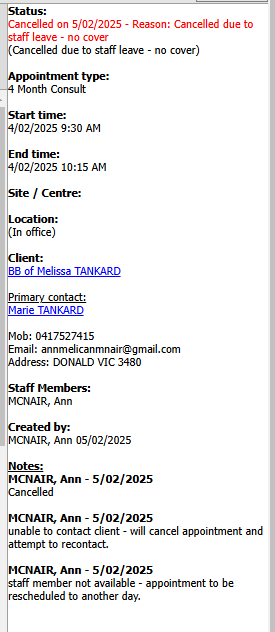 Status:
Cancelled on 5/02/2025 - Reason: Cancelled due to
staff leave - no cover
(Cancelled due to staff leave - no cover)
Appointment type:
4 Month Consult
Start time:
4/02/2025 9:30 AM
End time:
4/02/2025 10:15 AM
Site / Centre:
Location:
(In office)
Client:
BB of Melissa TANKARD
Primary contact:
Marie TANKARD
Mob: 0417527415
Email: annmelicanmnair@gmail.com
Address: DONALD VIC 3480
Staff Members:
MCNAIR, Ann
Created by:
MCNAIR, Ann 05/02/2025
Notes:
MCNAIR, Ann - 5/02/2025
Cancelled
MCNAIR, Ann - 5/02/2025
unable to contact client - will cancel appointment and
attempt to recontact.
MCNAIR, Ann - 5/02/2025
staff member not available - appointment to be
rescheduled to another day.